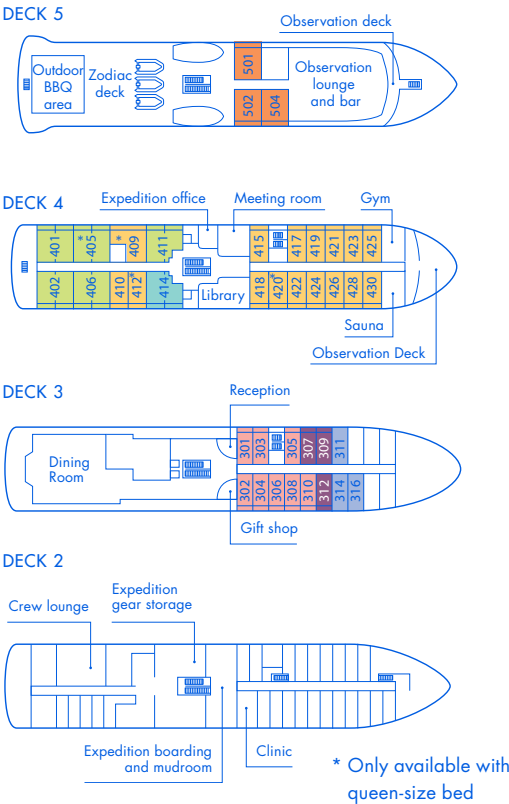 DECK 5
Observation deck
Outdoor
BBQ
area
Zodiac
deck
501
502
504
Observation
lounge
and bar
DECK 4
Expedition office
Meeting room
Gym
401
*405
*409
411
415
417
419
421
423
425
402
406
410
412*
414
Library
418
420*
422
424
426
428
430
Sauna
Observation Deck
DECK 3
Reception
Dining
Room
301
303
305
307
309
311
302
304
306
308
310
312
314
316
Gift shop
DECK 2
Crew lounge
Expedition
gear storage
Expedition boarding
and mudroom
Clinic
* Only available with
queen-size bed